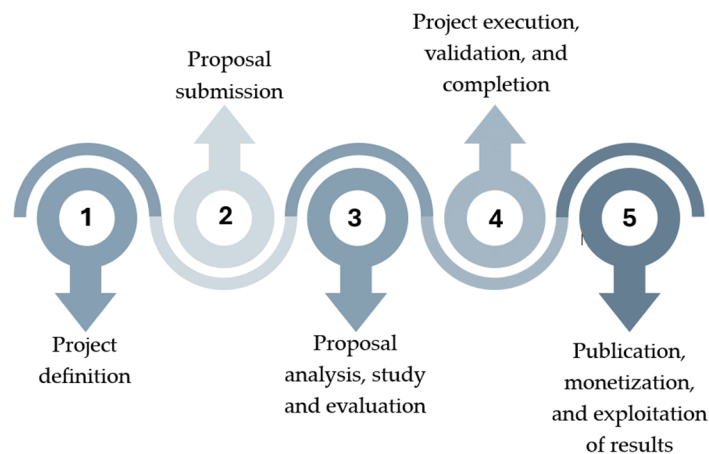 1
Project
definition
2
Proposal
submission
3
Proposal
analysis, study
and evaluation
4
Project execution,
validation, and
completion
5
Publication,
monetization,
and exploitation
of results